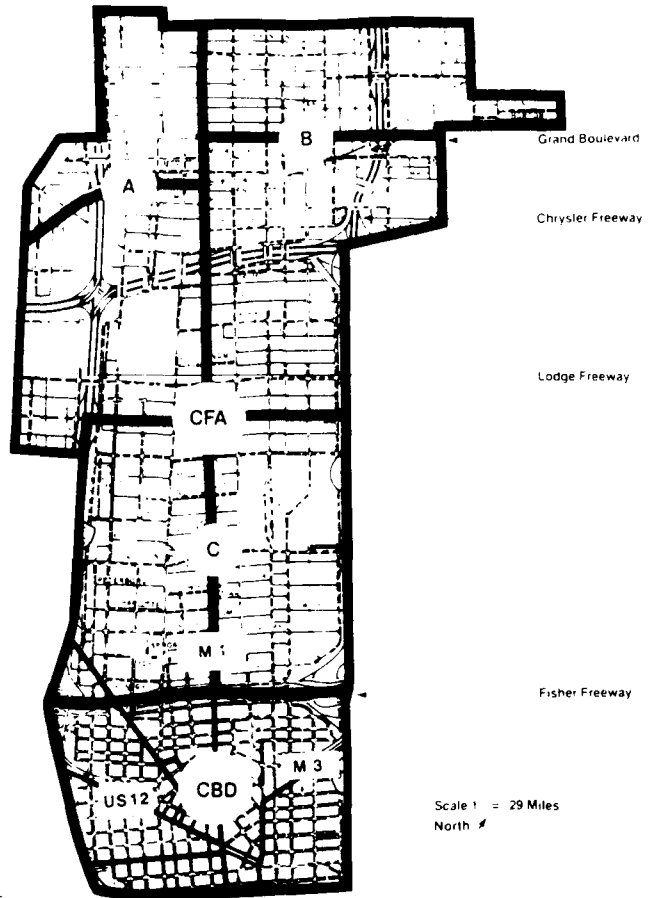 B
Grand Boulevard
A
Chrysler Freeway
Lodge Freeway
CFA
C
M 1
Fisher Freeway
M 3
US 12
CBD
Scale 1 = 29 Miles
North